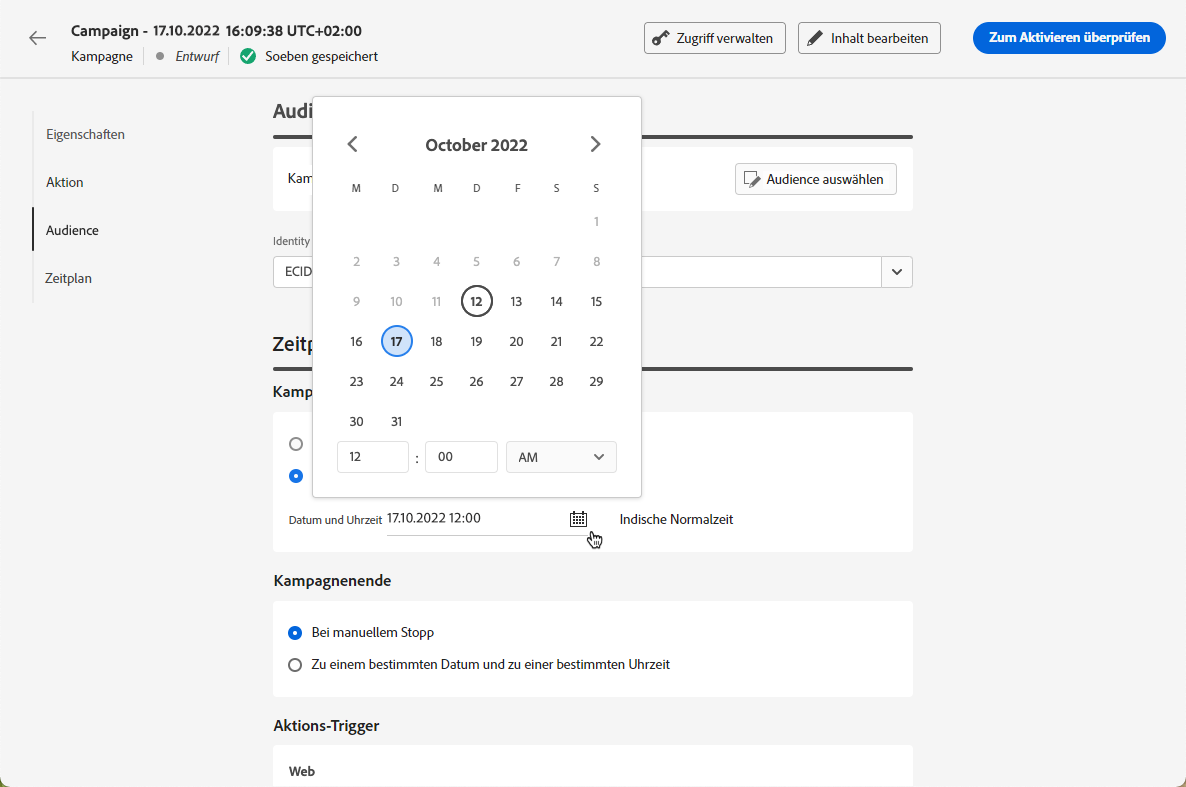 Campaign - 17.10.2022 16:09:38 UTC+02:00
Kampagne
Entwurf
Soeben gespeichert
Zugriff verwalten
Inhalt bearbeiten
Zum Aktivieren überprüfen
Eigenschaften
Aktion
Audience
Zeitplan
Audience auswählen
Identity
ECID
October 2022
M D M D F S S
1
2 3 4 5 6 7 8
9 10 11 12 13 14 15
16 17 18 19 20 21 22
23 24 25 26 27 28 29
30 31
12 : 00 AM
Datum und Uhrzeit 17.10.2022 12:00 Indische Normalzeit
Kampagnenende
Bei manuellem Stopp
Zu einem bestimmten Datum und zu einer bestimmten Uhrzeit
Aktions-Trigger
Web